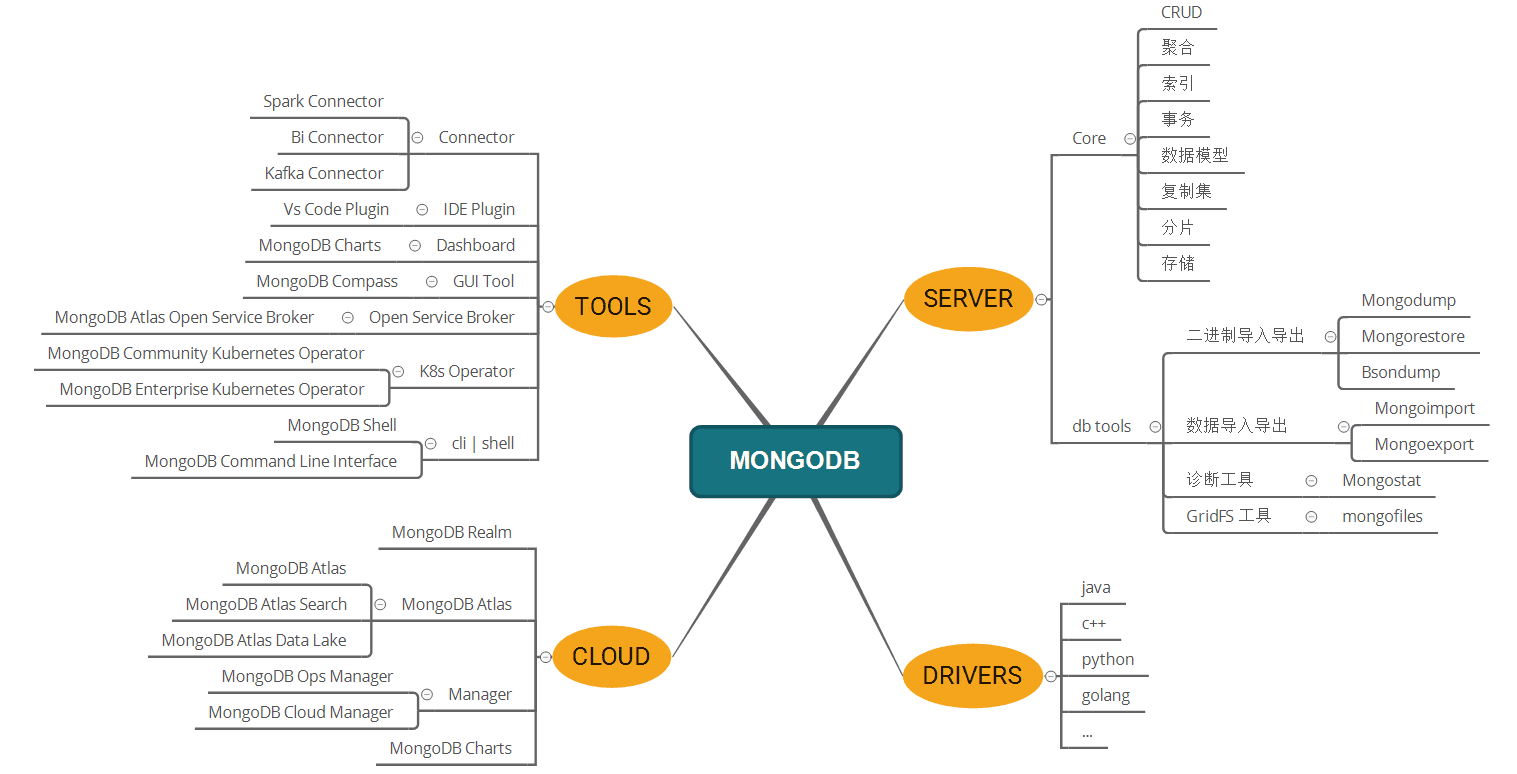 MONGODB
SERVER
Core
CRUD
聚合
索引
事务
数据模型
复制集
分片
存储
db tools
二进制导入导出
Mongodump
Mongorestore
Bsondump
数据导入导出
Mongoimport
Mongoexport
诊断工具
Mongostat
GridFS 工具
mongofiles
DRIVERS
java
c++
python
golang
...
TOOLS
Connector
Spark Connector
Bi Connector
Kafka Connector
IDE Plugin
Vs Code Plugin
Dashboard
MongoDB Charts
GUI Tool
MongoDB Compass
Open Service Broker
MongoDB Atlas Open Service Broker
K8s Operator
MongoDB Community Kubernetes Operator
MongoDB Enterprise Kubernetes Operator
cli | shell
MongoDB Shell
MongoDB Command Line Interface
CLOUD
MongoDB Realm
MongoDB Atlas
MongoDB Atlas
MongoDB Atlas Search
MongoDB Atlas Data Lake
Manager
MongoDB Ops Manager
MongoDB Cloud Manager
MongoDB Charts